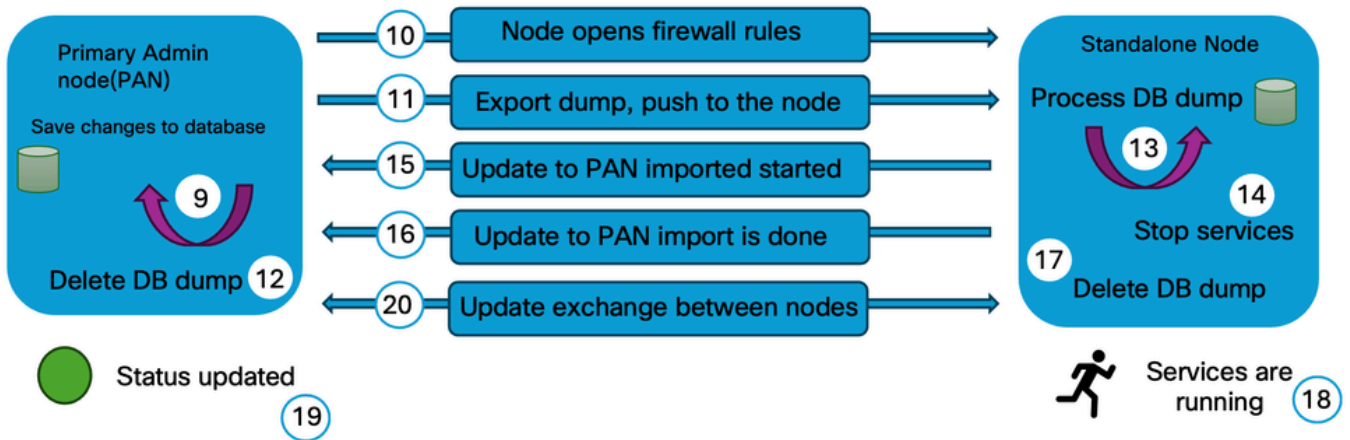 Primary Admin
node(PAN)
Save changes to database
9
Delete DB dump 12
10 Node opens firewall rules
11 Export dump, push to the node
15 Update to PAN imported started
16 Update to PAN import is done
20 Update exchange between nodes
Standalone Node
Process DB dump
13
14
Stop services
17
Delete DB dump
Status updated
19
Services are
running 18